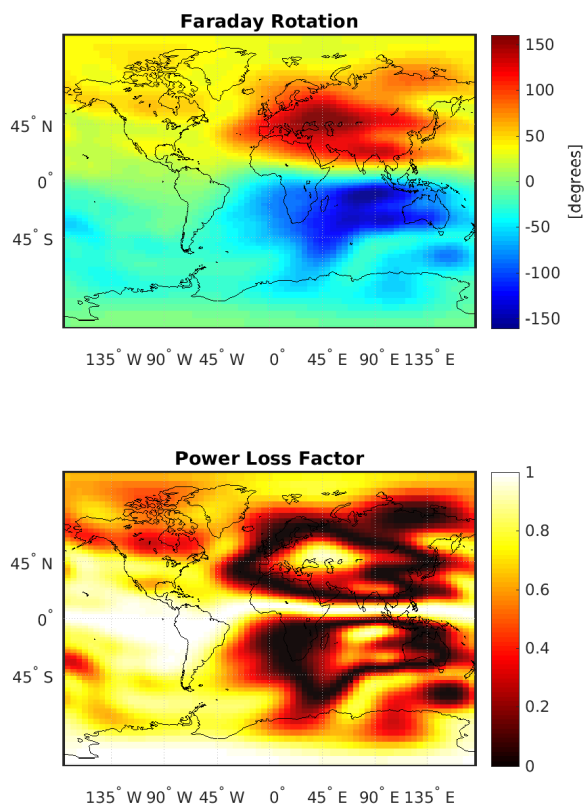 Faraday Rotation
45° N
0°
45° S
135° W 90° W 45° W 0° 45° E 90° E 135° E
150
100
50
0
-50
-100
-150
[degrees]
Power Loss Factor
45° N
0°
45° S
135° W 90° W 45° W 0° 45° E 90° E 135° E
1
0.8
0.6
0.4
0.2
0